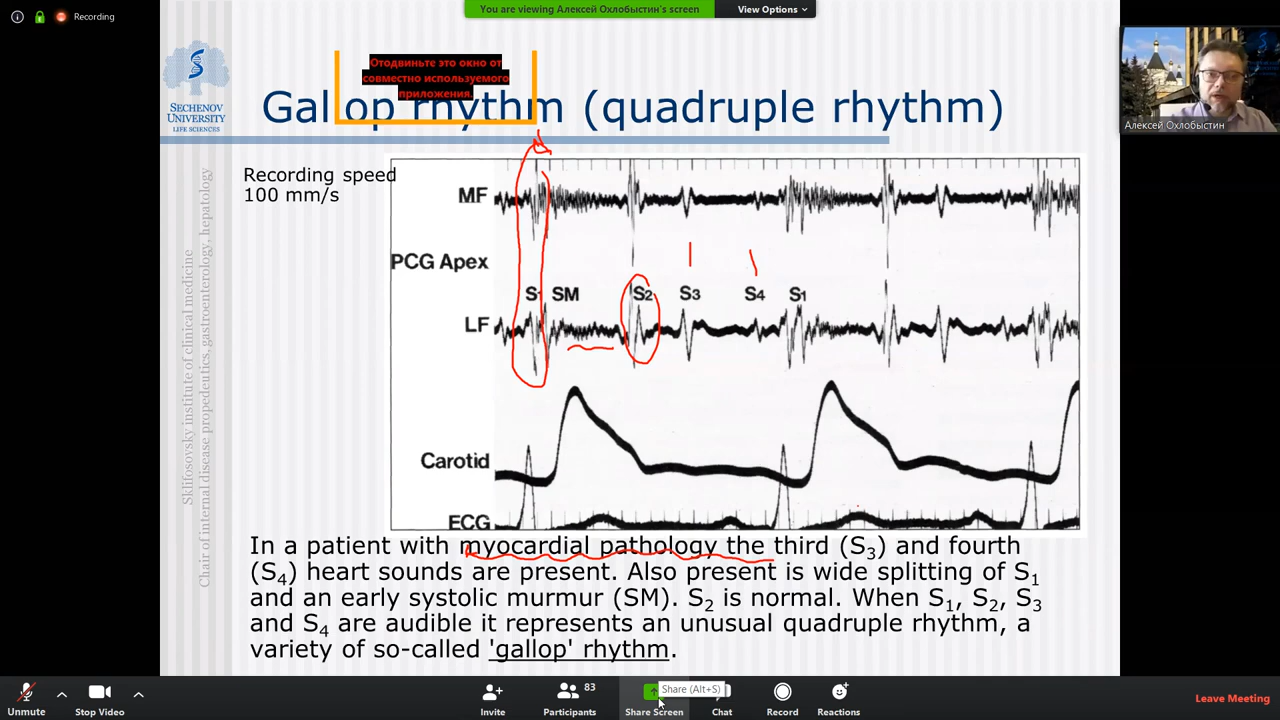 Recording
You are viewing Алексей Охлобыстин's screen
View Options
Отодвиньте это окно от
совместно используемого
приложения.
SECHENOV
UNIVERSITY
LIFE SCIENCES
Gallop rhythm (quadruple rhythm)
Алексей Охлобыстин
Sklifosovsky institute of clinical medicine
Chair of internal disease propedeutics, gastroenterology, hepatology
Recording speed
100 mm/s
MF
PCG Apex
S1 SM S2 S3 S4 S1
LF
Carotid
ECG
In a patient with myocardial pathology the third (S3) and fourth
(S4) heart sounds are present. Also present is wide splitting of S1
and an early systolic murmur (SM). S2 is normal. When S1, S2, S3
and S4 are audible it represents an unusual quadruple rhythm, a
variety of so-called 'gallop' rhythm.
Unmute
Stop Video
Invite
Participants 83
Share Screen
Share (Alt+S)
Chat
Record
Reactions
Leave Meeting